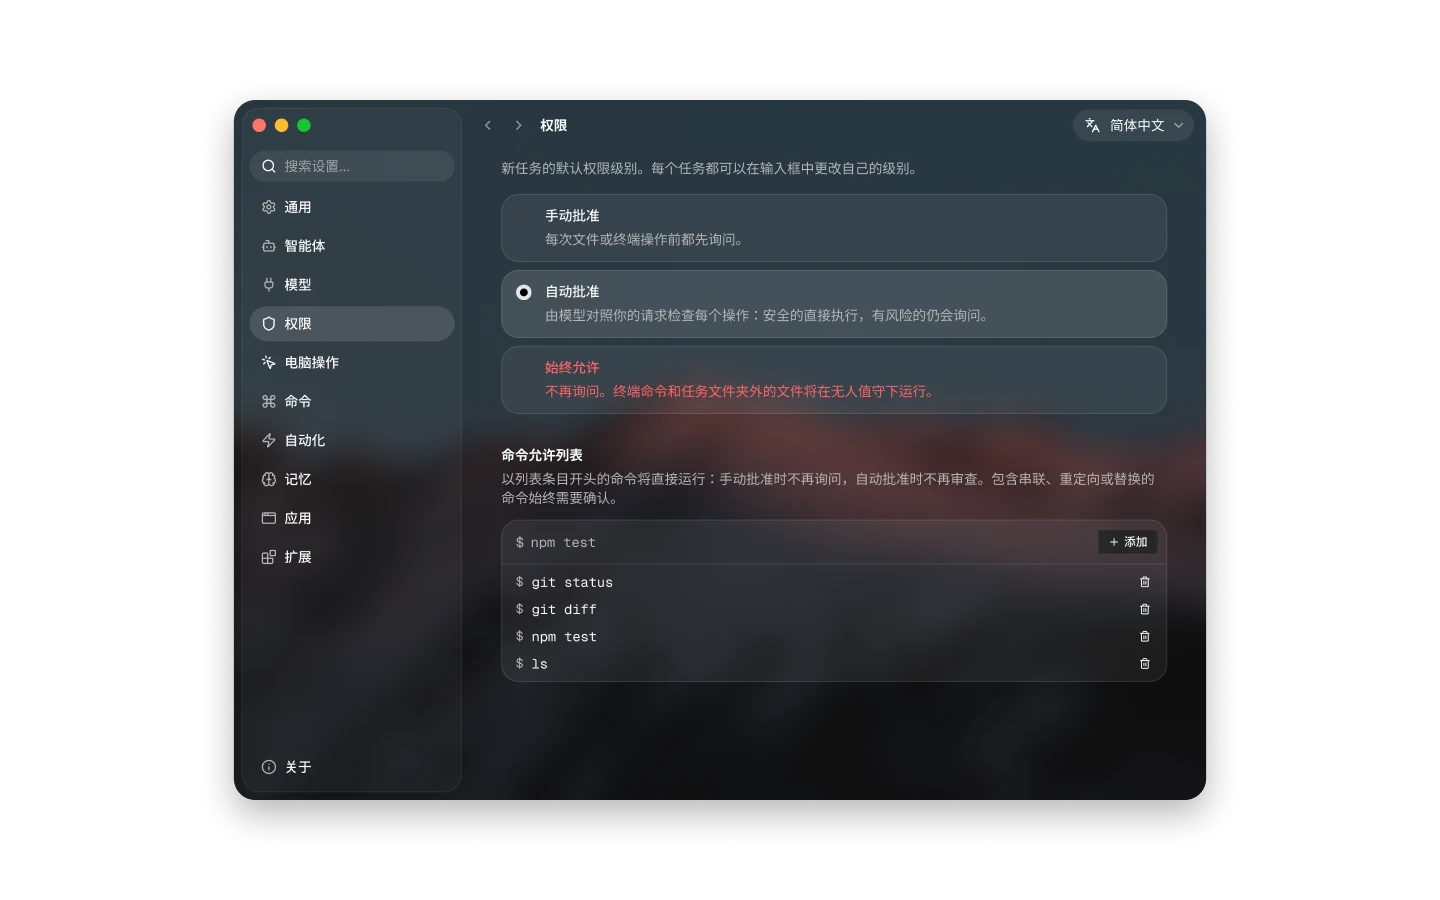 权限
简体中文
搜索设置...
通用
智能体
模型
权限
电脑操作
命令
自动化
记忆
应用
扩展
关于
新任务的默认权限级别。每个任务都可以在输入框中更改自己的级别。
手动批准
每次文件或终端操作前都先询问。
自动批准
由模型对照你的请求检查每个操作：安全的直接执行，有风险的仍会询问。
始终允许
不再询问。终端命令和任务文件夹外的文件将在无人值守下运行。
命令允许列表
以列表条目开头的命令将直接运行：手动批准时不再询问，自动批准时不再审查。包含串联、重定向或替换的
命令始终需要确认。
$ npm test
+ 添加
$ git status
$ git diff
$ npm test
$ ls